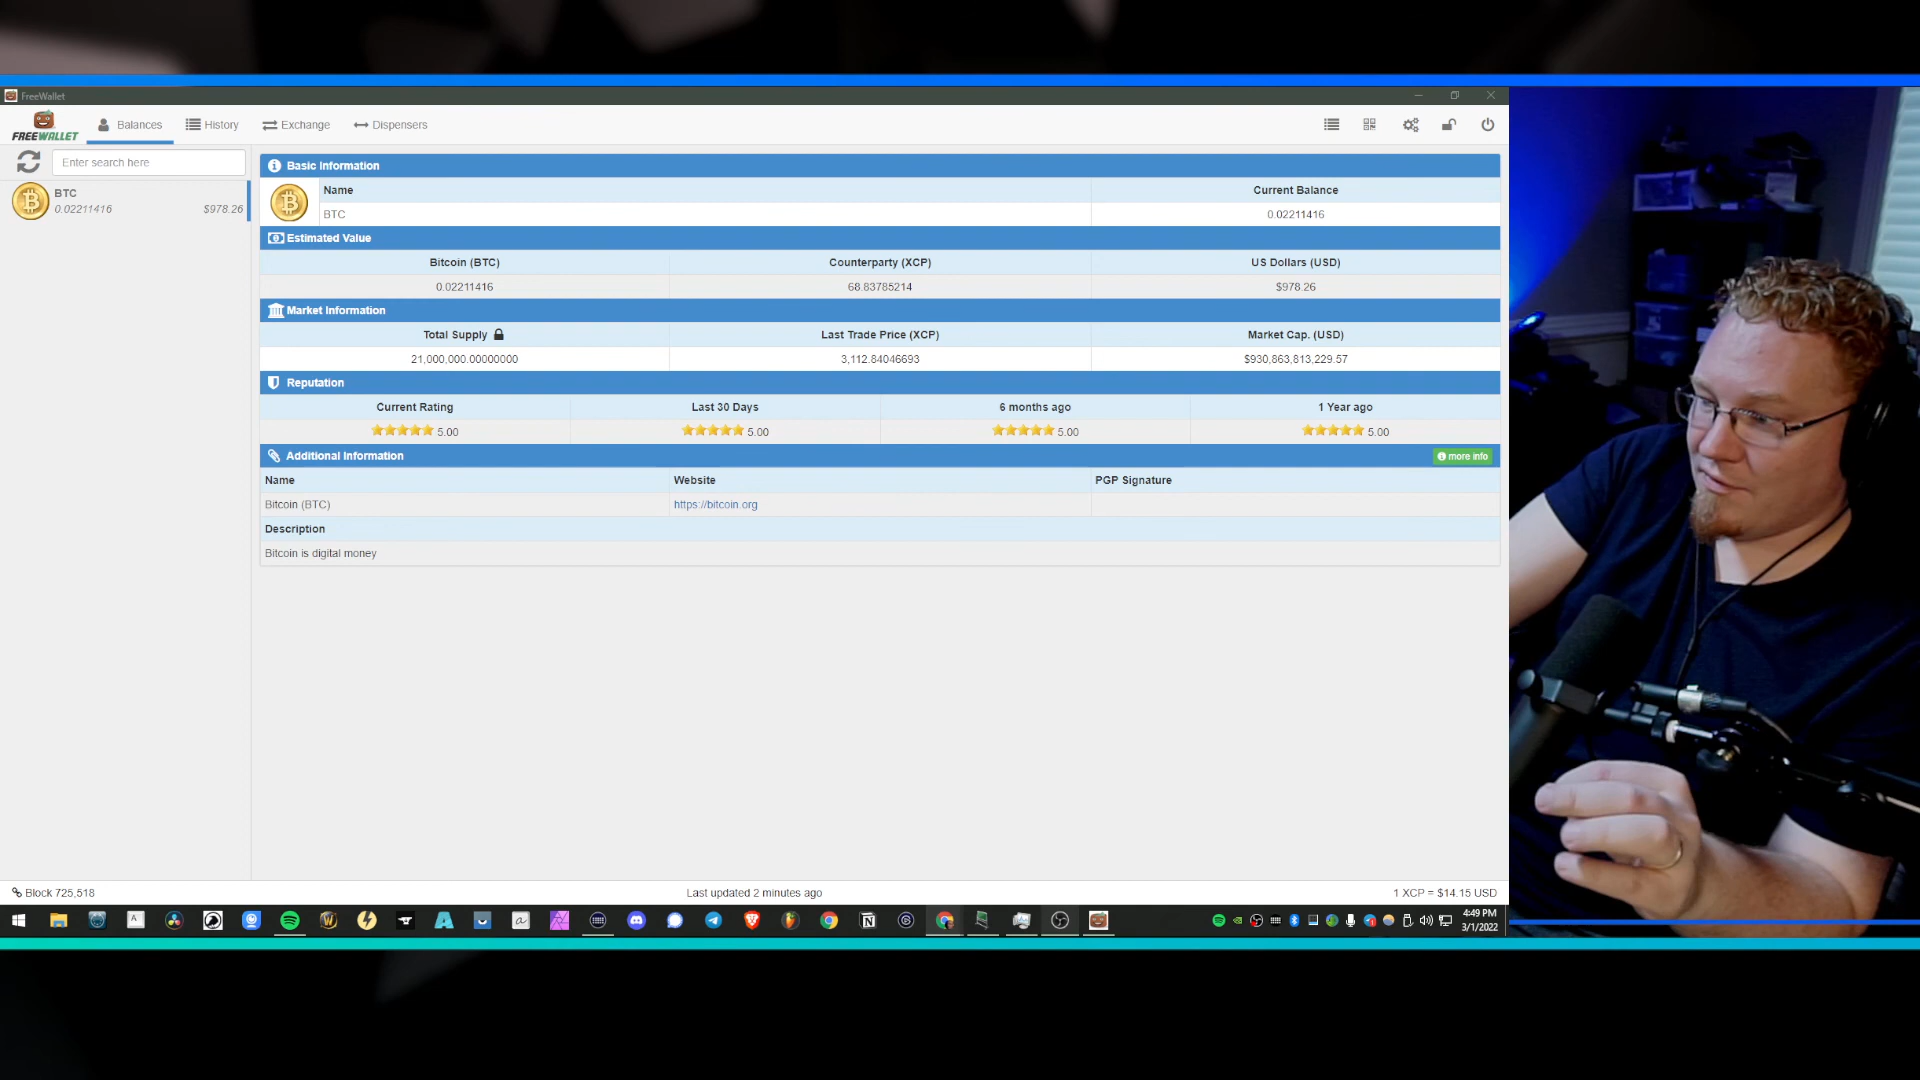 FreeWallet
FREEWALLET Balances History Exchange Dispensers
Enter search here
BTC
0.02211416 $978.26
Basic Information
Name Current Balance
BTC 0.02211416
Estimated Value
Bitcoin (BTC) Counterparty (XCP) US Dollars (USD)
0.02211416 68.83785214 $978.26
Market Information
Total Supply Last Trade Price (XCP) Market Cap. (USD)
21,000,000.00000000 3,112.84046693 $930,863,813,229.57
Reputation
Current Rating Last 30 Days 6 months ago 1 Year ago
5.00 5.00 5.00 5.00
Additional Information more info
Name Website PGP Signature
Bitcoin (BTC) https://bitcoin.org
Description
Bitcoin is digital money
Block 725,518 Last updated 2 minutes ago 1 XCP = $14.15 USD
4:49 PM
3/1/2022